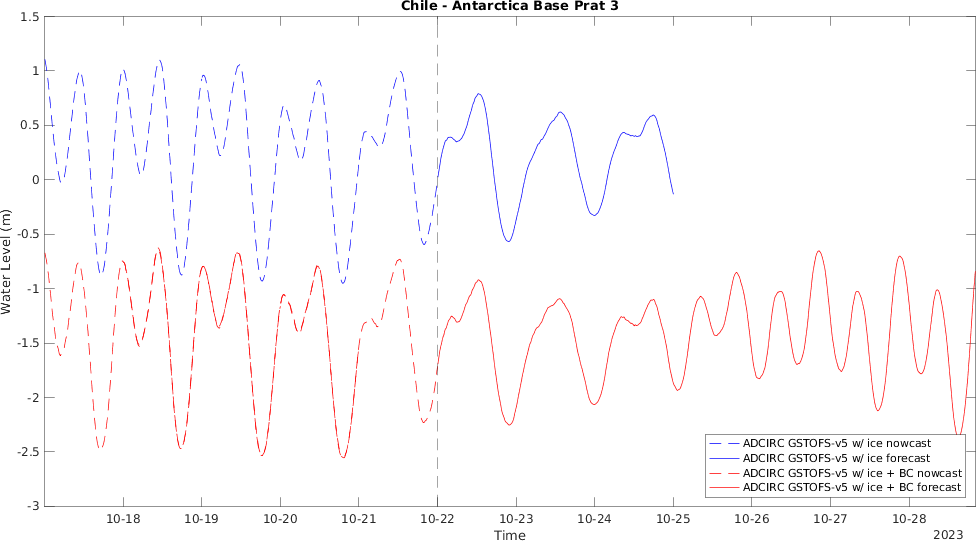 Chile - Antarctica Base Prat 3
1.5
1
0.5
0
-0.5
-1
-1.5
-2
-2.5
-3
Water Level (m)
10-18 10-19 10-20 10-21 10-22 10-23 10-24 10-25 10-26 10-27 10-28
Time
2023
ADCIRC GSTOFS-v5 w/ ice nowcast
ADCIRC GSTOFS-v5 w/ ice forecast
ADCIRC GSTOFS-v5 w/ ice + BC nowcast
ADCIRC GSTOFS-v5 w/ ice + BC forecast